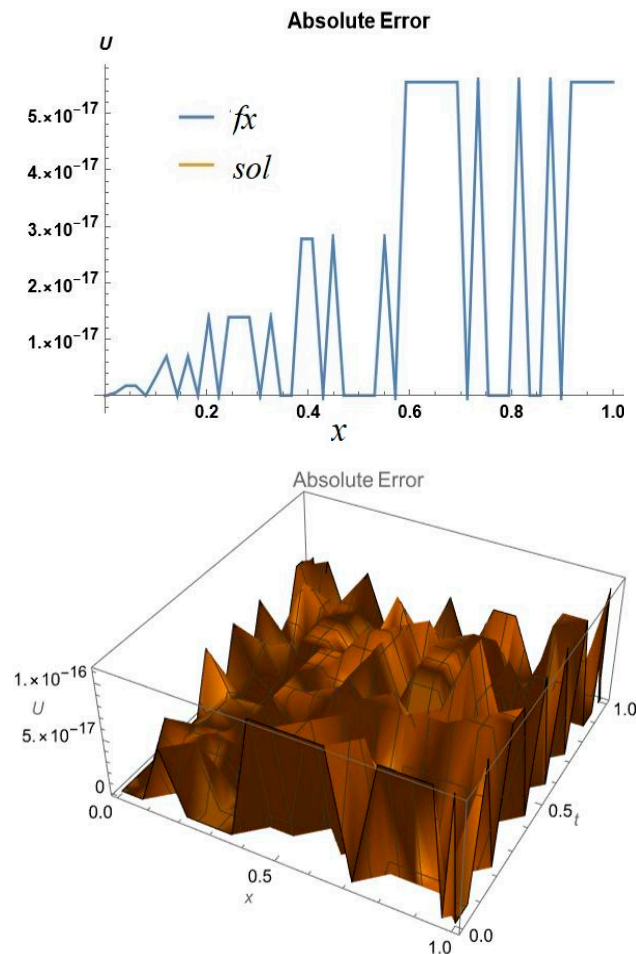 Absolute Error
U
5.×10⁻¹⁷
4.×10⁻¹⁷
3.×10⁻¹⁷
2.×10⁻¹⁷
1.×10⁻¹⁷
fx
sol
0.2 0.4 0.6 0.8 1.0
x
Absolute Error
1.×10⁻¹⁶
U
5.×10⁻¹⁷
0
0.0
0.5
x
1.0
0.0
0.5
t
1.0